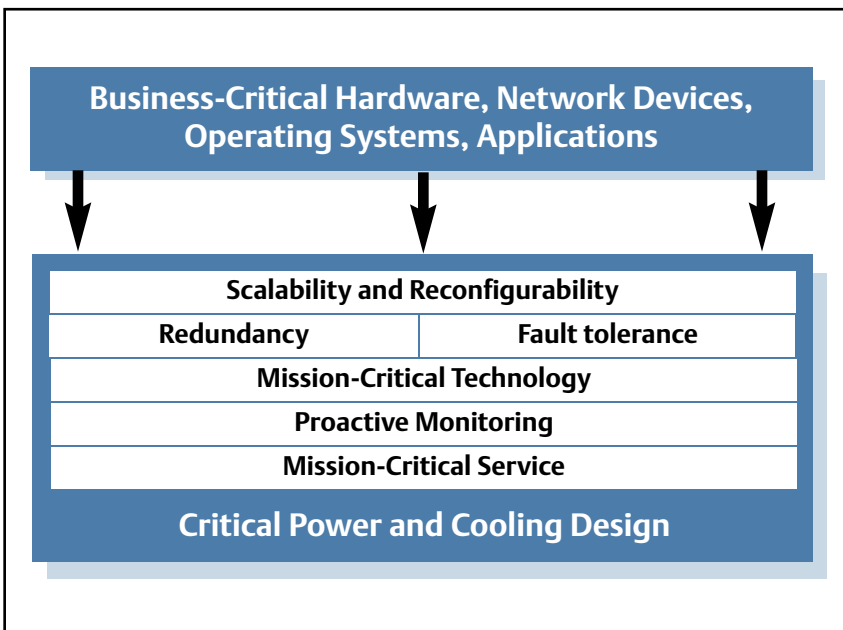 Business-Critical Hardware, Network Devices,
Operating Systems, Applications
Scalability and Reconfigurability
Redundancy
Fault tolerance
Mission-Critical Technology
Proactive Monitoring
Mission-Critical Service
Critical Power and Cooling Design